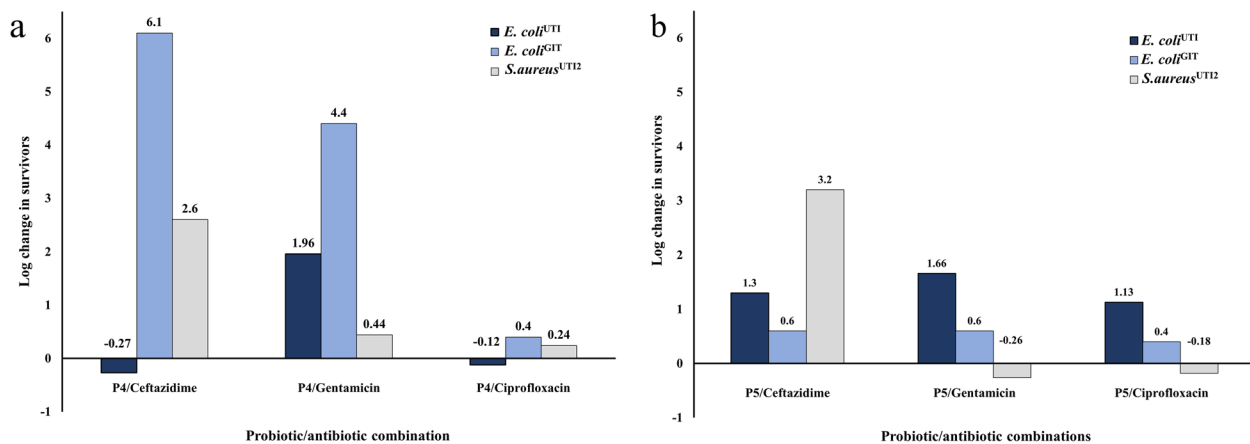 a
E. coliᵁᵀᴵ
E. coliᴳᴵᵀ
S.aureusᵁᵀᴵ²
Log change in survivors
6
5
4
3
2
1
0
-1
-0.27
6.1
2.6
1.96
4.4
0.44
-0.12
0.4
0.24
P4/Ceftazidime
P4/Gentamicin
P4/Ciprofloxacin
Probiotic/antibiotic combination
b
E. coliᵁᵀᴵ
E. coliᴳᴵᵀ
S.aureusᵁᵀᴵ²
Log change in survivors
6
5
4
3
2
1
0
-1
1.3
0.6
3.2
1.66
0.6
-0.26
1.13
0.4
-0.18
P5/Ceftazidime
P5/Gentamicin
P5/Ciprofloxacin
Probiotic/antibiotic combinations